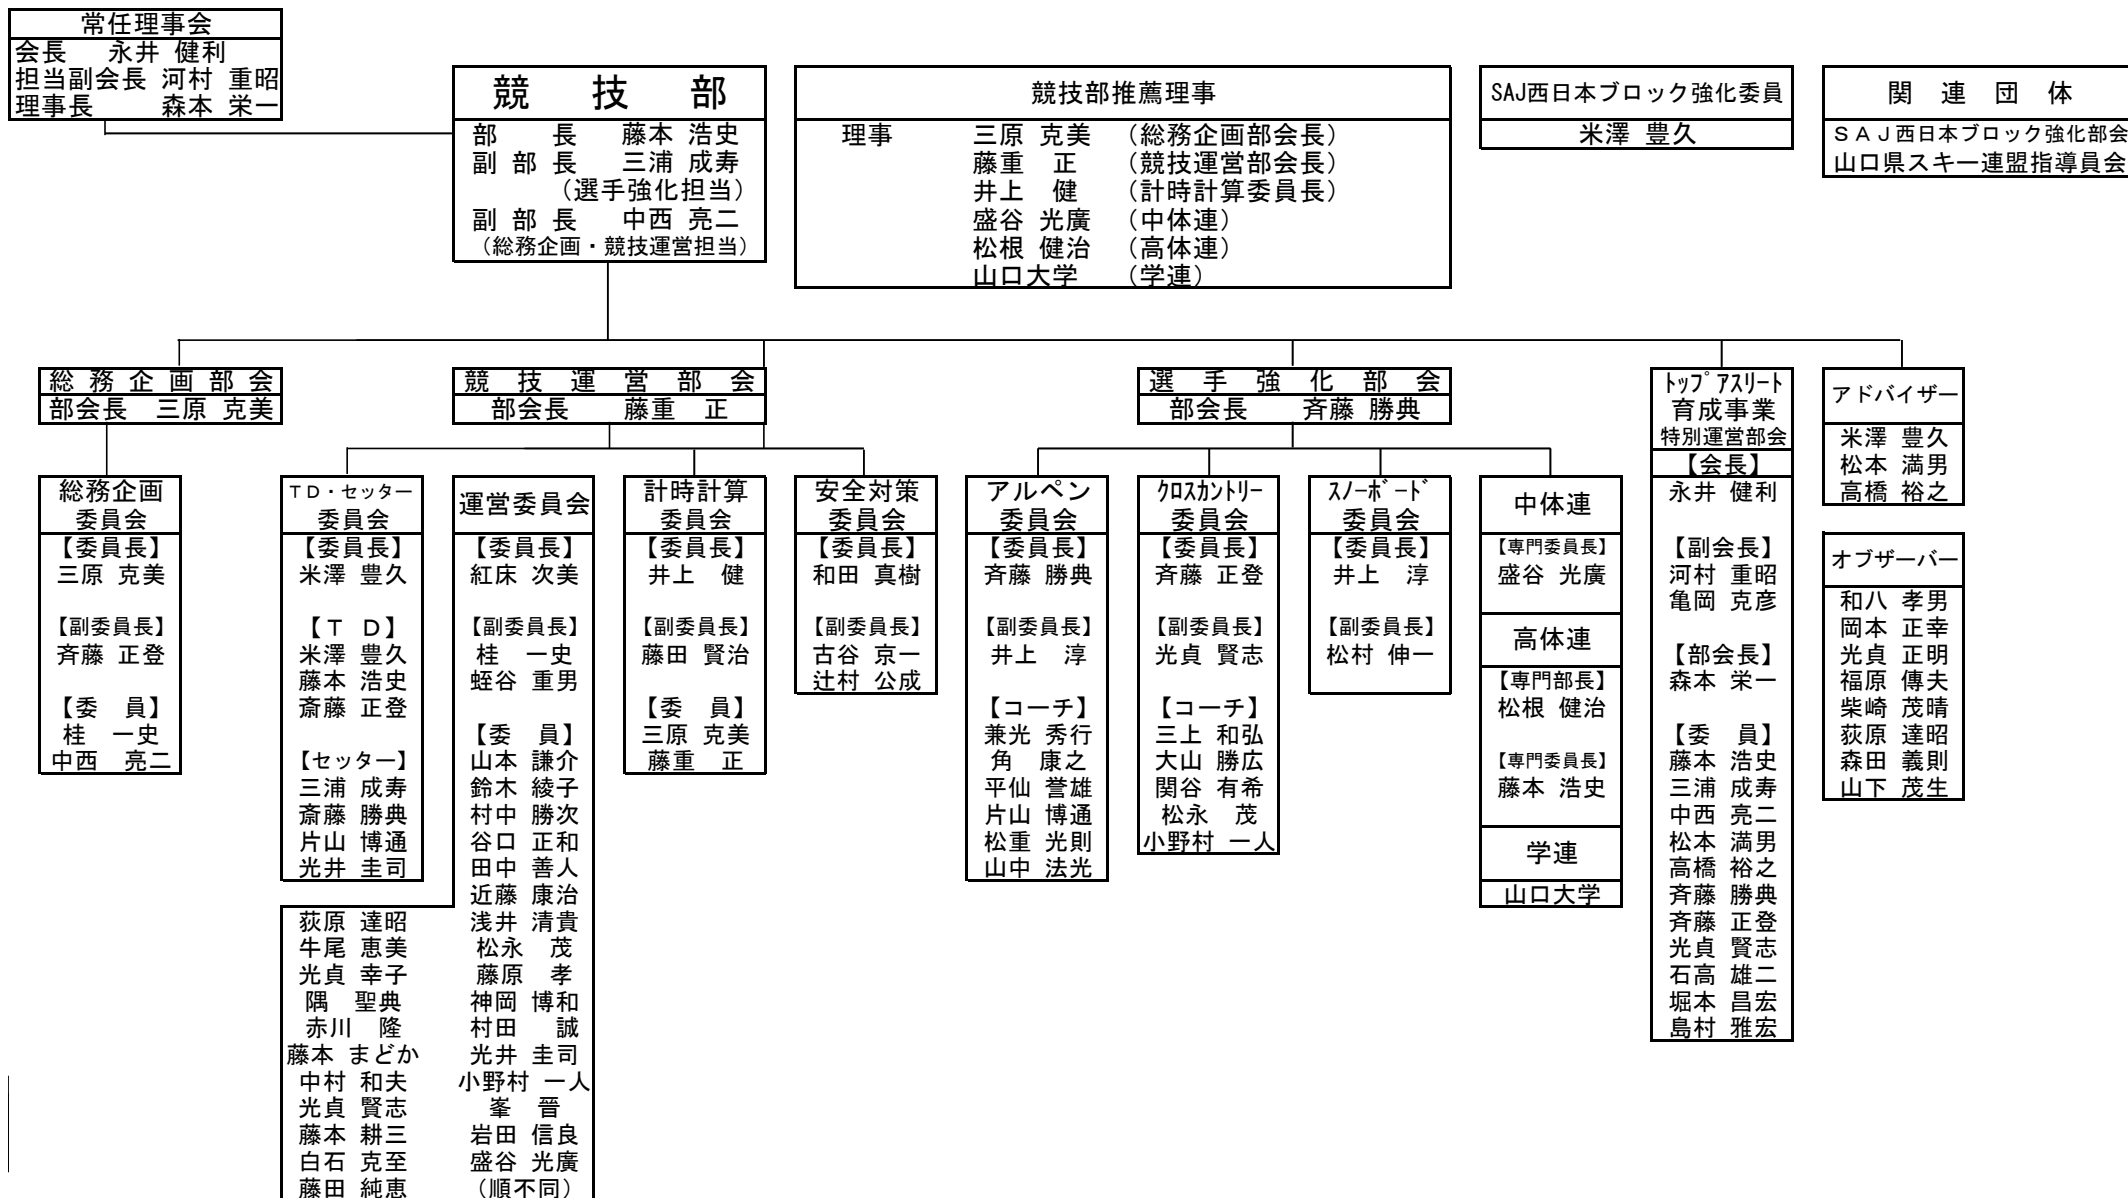 常任理事会
会長 永井 健利
担当副会長 河村 重昭
理事長 森本 栄一
競 技 部
部 長 藤本 浩史
副 部 長 三浦 成寿
（選手強化担当）
副 部 長 中西 亮二
（総務企画・競技運営担当）
競技部推薦理事
理事 三原 克美 （総務企画部会長）
藤重 正 （競技運営部会長）
井上 健 （計時計算委員長）
盛谷 光廣 （中体連）
松根 健治 （高体連）
山口大学 （学連）
SAJ西日本ブロック強化委員
米澤 豊久
関 連 団 体
ＳＡＪ西日本ブロック強化部会
山口県スキー連盟指導員会
総 務 企 画 部 会
部会長 三原 克美
競 技 運 営 部 会
部会長 藤重 正
選 手 強 化 部 会
部会長 斉藤 勝典
総務企画
委員会
【委員長】
三原 克美
【副委員長】
斉藤 正登
【委 員】
桂 一史
中西 亮二
ＴＤ・セッター
委員会
【委員長】
米澤 豊久
【Ｔ Ｄ】
米澤 豊久
藤本 浩史
斎藤 正登
【セッター】
三浦 成寿
斎藤 勝典
片山 博通
光井 圭司
運営委員会
【委員長】
紅床 次美
【副委員長】
桂 一史
蛭谷 重男
【委 員】
山本 謙介
鈴木 綾子
村中 勝次
谷口 正和
田中 善人
近藤 康治
浅井 清貴
松永 茂
藤原 孝
神岡 博和
村田 誠
光井 圭司
小野村 一人
峯 晋
岩田 信良
盛谷 光廣
（順不同）
荻原 達昭
牛尾 恵美
光貞 幸子
隅 聖典
赤川 隆
藤本 まどか
中村 和夫
光貞 賢志
藤本 耕三
白石 克至
藤田 純恵
計時計算
委員会
【委員長】
井上 健
【副委員長】
藤田 賢治
【委 員】
三原 克美
藤重 正
安全対策
委員会
【委員長】
和田 真樹
【副委員長】
古谷 京一
辻村 公成
アルペン
委員会
【委員長】
斉藤 勝典
【副委員長】
井上 淳
【コーチ】
兼光 秀行
角 康之
平仙 誉雄
片山 博通
松重 光則
山中 法光
ｸﾛｽｶﾝﾄﾘｰ
委員会
【委員長】
斉藤 正登
【副委員長】
光貞 賢志
【コーチ】
三上 和弘
大山 勝広
関谷 有希
松永 茂
小野村 一人
ｽﾉｰﾎﾞｰﾄﾞ
委員会
【委員長】
井上 淳
【副委員長】
松村 伸一
中体連
【専門委員長】
盛谷 光廣
高体連
【専門部長】
松根 健治
【専門委員長】
藤本 浩史
学連
山口大学
ﾄｯﾌﾟｱｽﾘｰﾄ
育成事業
特別運営部会
【会長】
永井 健利
【副会長】
河村 重昭
亀岡 克彦
【部会長】
森本 栄一
【委 員】
藤本 浩史
三浦 成寿
中西 亮二
松本 満男
高橋 裕之
斉藤 勝典
斉藤 正登
光貞 賢志
石高 雄二
堀本 昌宏
島村 雅宏
アドバイザー
米澤 豊久
松本 満男
高橋 裕之
オブザーバー
和八 孝男
岡本 正幸
光貞 正明
福原 傳夫
柴崎 茂晴
荻原 達昭
森田 義則
山下 茂生